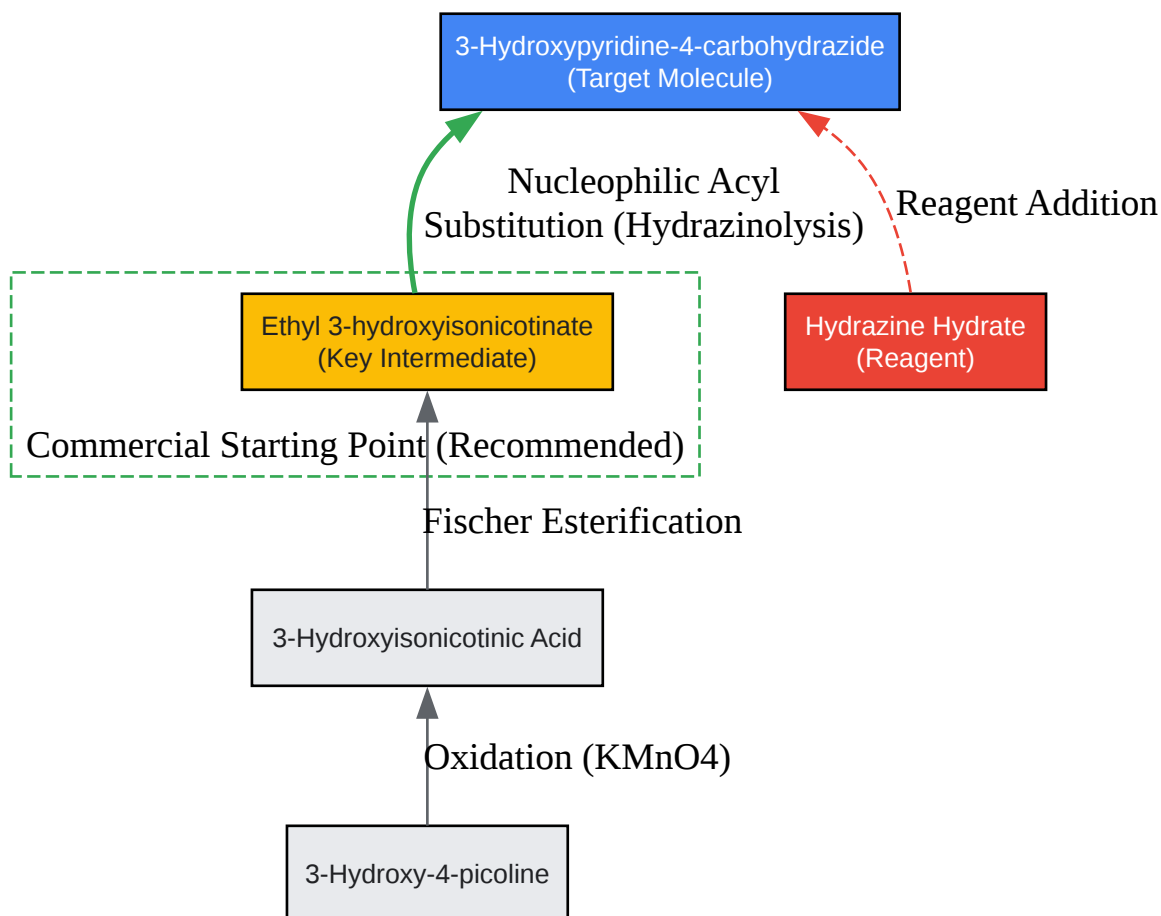 3-Hydroxypyridine-4-carbohydrazide
(Target Molecule)
Nucleophilic Acyl
Substitution (Hydrazinolysis)
Reagent Addition
Ethyl 3-hydroxyisonicotinate
(Key Intermediate)
Hydrazine Hydrate
(Reagent)
Commercial Starting Point (Recommended)
Fischer Esterification
3-Hydroxyisonicotinic Acid
Oxidation (KMnO4)
3-Hydroxy-4-picoline